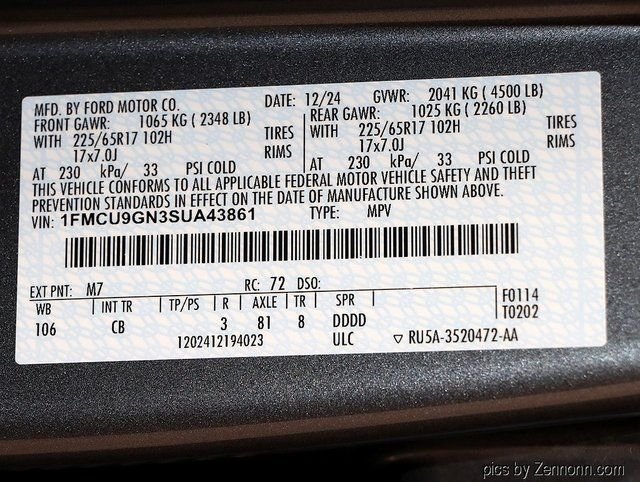 MFD. BY FORD MOTOR CO. DATE: 12/24 GVWR: 2041 KG ( 4500 LB)
FRONT GAWR: 1065 KG ( 2348 LB) REAR GAWR: 1025 KG ( 2260 LB)
WITH 225/65R17 102H TIRES WITH 225/65R17 102H TIRES
17x7.0J RIMS 17x7.0J RIMS
AT 230 kPa/ 33 PSI COLD AT 230 kPa/ 33 PSI COLD
THIS VEHICLE CONFORMS TO ALL APPLICABLE FEDERAL MOTOR VEHICLE SAFETY AND THEFT
PREVENTION STANDARDS IN EFFECT ON THE DATE OF MANUFACTURE SHOWN ABOVE.
VIN: 1FMCU9GN3SUA43861 TYPE: MPV
EXT PNT: M7 RC: 72 DSO: F0114
WB INT TR TP/PS R AXLE TR SPR T0202
106 CB 3 81 8 DDDD
1202412194023 ULC ▽ RU5A-3520472-AA
pics by Zennonn.com